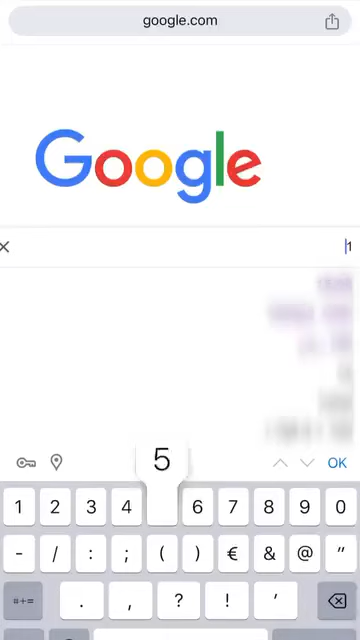 google.com
Google
1
5
OK
1 2 3 4 6 7 8 9 0
- / : ; ( ) € & @ “
#+= . , ? ! ’